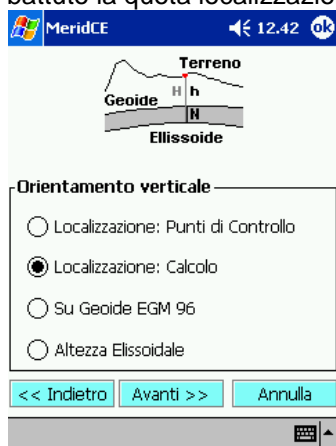 battuto la quota localizzazio
MeridCE 12.42 ok
Terreno
Geoide H h
N
Ellissoide
Orientamento verticale
Localizzazione: Punti di Controllo
Localizzazione: Calcolo
Su Geoide EGM 96
Altezza Elissoidale
<< Indietro Avanti >> Annulla